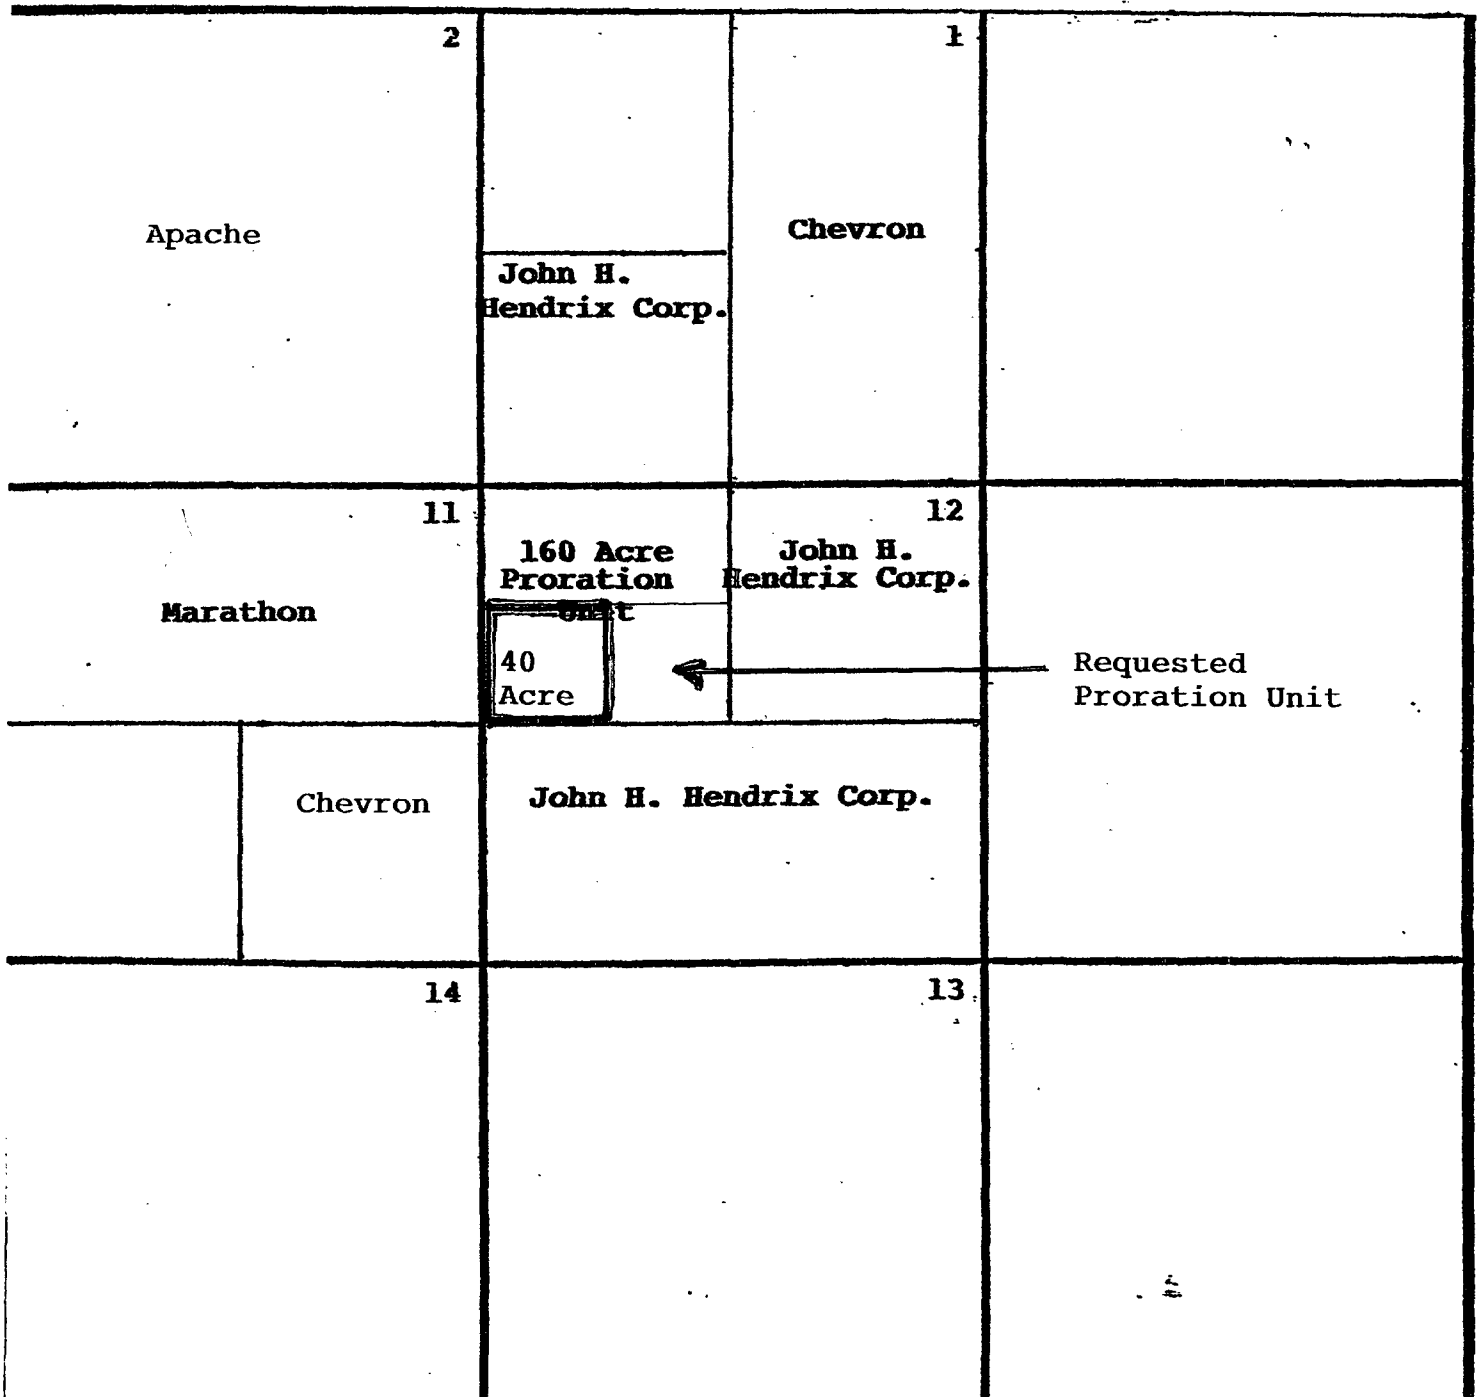 2
1
Apache
Chevron
John H.
Hendrix Corp.
11
12
160 Acre
Proration
Unit
John H.
Hendrix Corp.
Marathon
40
Acre
Requested
Proration Unit
Chevron
John H. Hendrix Corp.
14
13